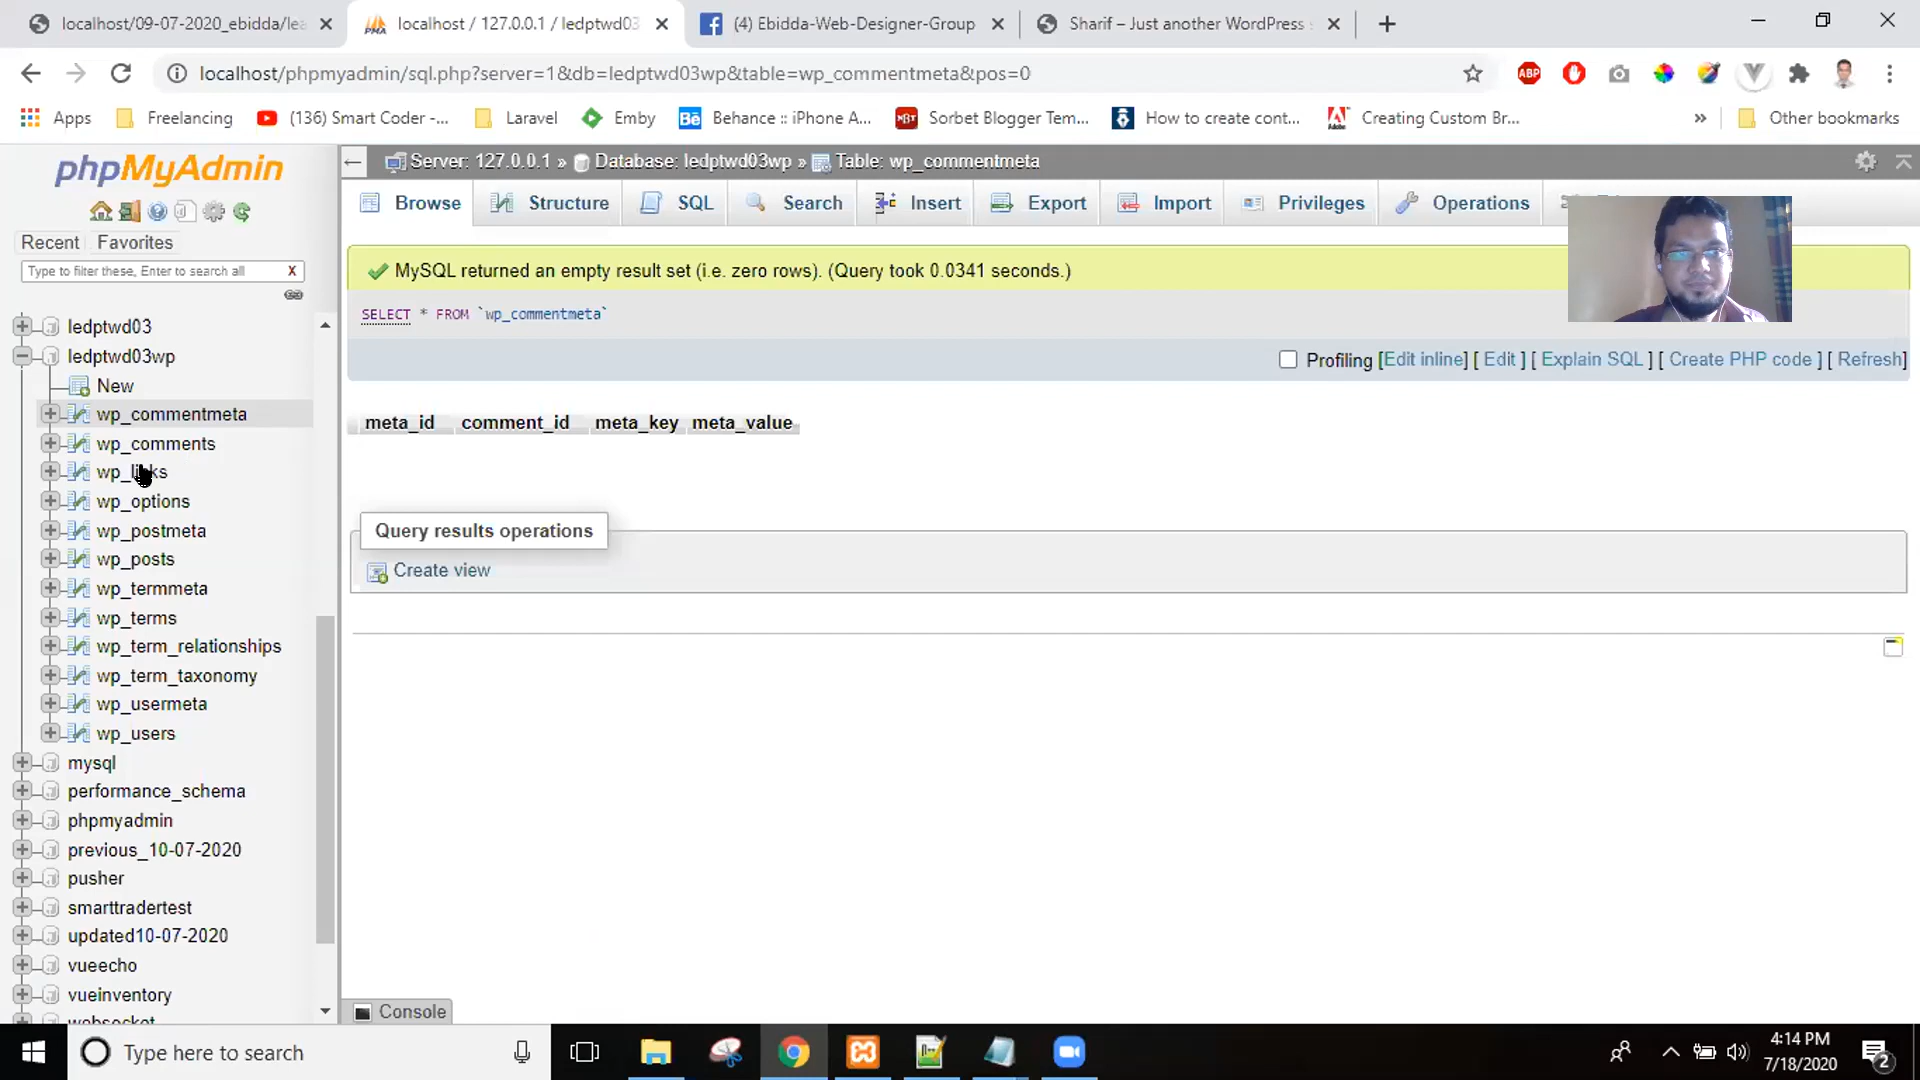 localhost/09-07-2020_ebidda/lea
localhost / 127.0.0.1 / ledptwd03
(4) Ebidda-Web-Designer-Group
Sharif – Just another WordPress
localhost/phpmyadmin/sql.php?server=1&db=ledptwd03wp&table=wp_commentmeta&pos=0
Apps
Freelancing
(136) Smart Coder -...
Laravel
Emby
Behance :: iPhone A...
Sorbet Blogger Tem...
How to create cont...
Creating Custom Br...
»
Other bookmarks
phpMyAdmin
Recent
Favorites
Type to filter these, Enter to search all
X
ledptwd03
ledptwd03wp
New
wp_commentmeta
wp_comments
wp_links
wp_options
wp_postmeta
wp_posts
wp_termmeta
wp_terms
wp_term_relationships
wp_term_taxonomy
wp_usermeta
wp_users
mysql
performance_schema
phpmyadmin
previous_10-07-2020
pusher
smarttradertest
updated10-07-2020
vueecho
vueinventory
websocket
Server: 127.0.0.1 » Database: ledptwd03wp » Table: wp_commentmeta
Browse
Structure
SQL
Search
Insert
Export
Import
Privileges
Operations
MySQL returned an empty result set (i.e. zero rows). (Query took 0.0341 seconds.)
SELECT * FROM `wp_commentmeta`
Profiling [Edit inline] [ Edit ] [ Explain SQL ] [ Create PHP code ] [ Refresh]
meta_id comment_id meta_key meta_value
Query results operations
Create view
Console
Type here to search
4:14 PM
7/18/2020
2